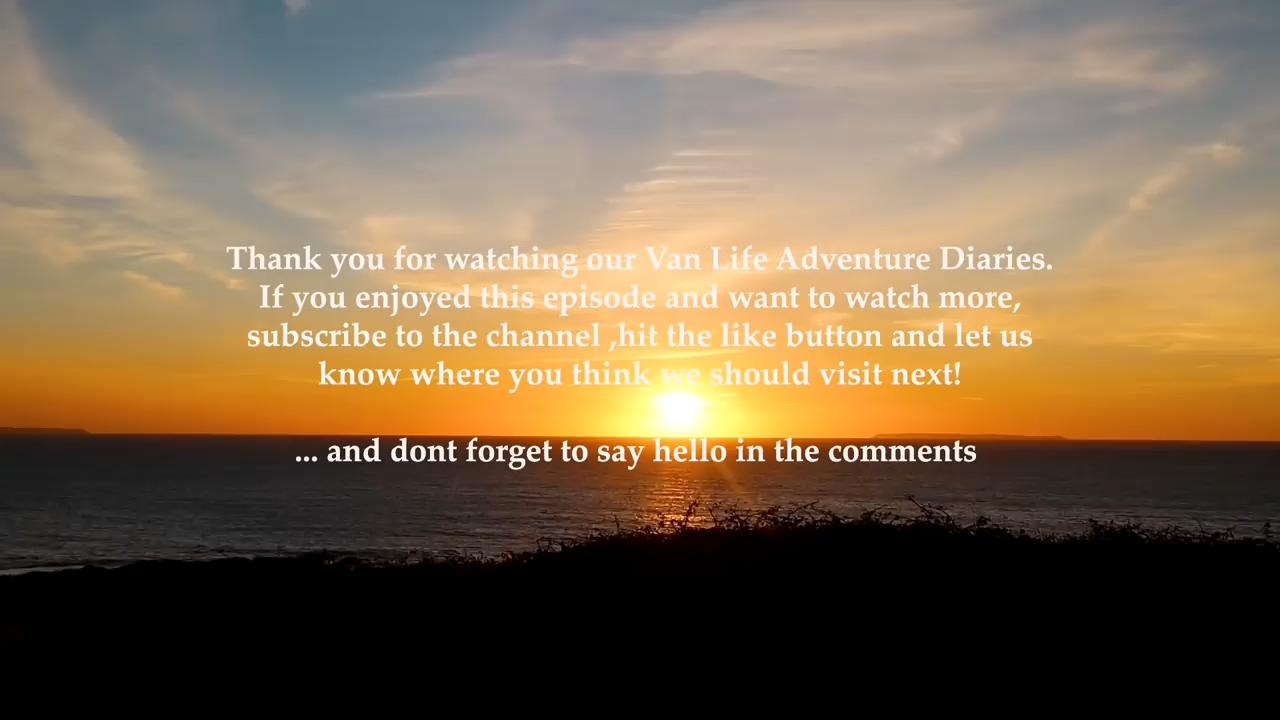 Thank you for watching our Van Life Adventure Diaries.
If you enjoyed this episode and want to watch more,
subscribe to the channel ,hit the like button and let us
know where you think we should visit next!
... and dont forget to say hello in the comments